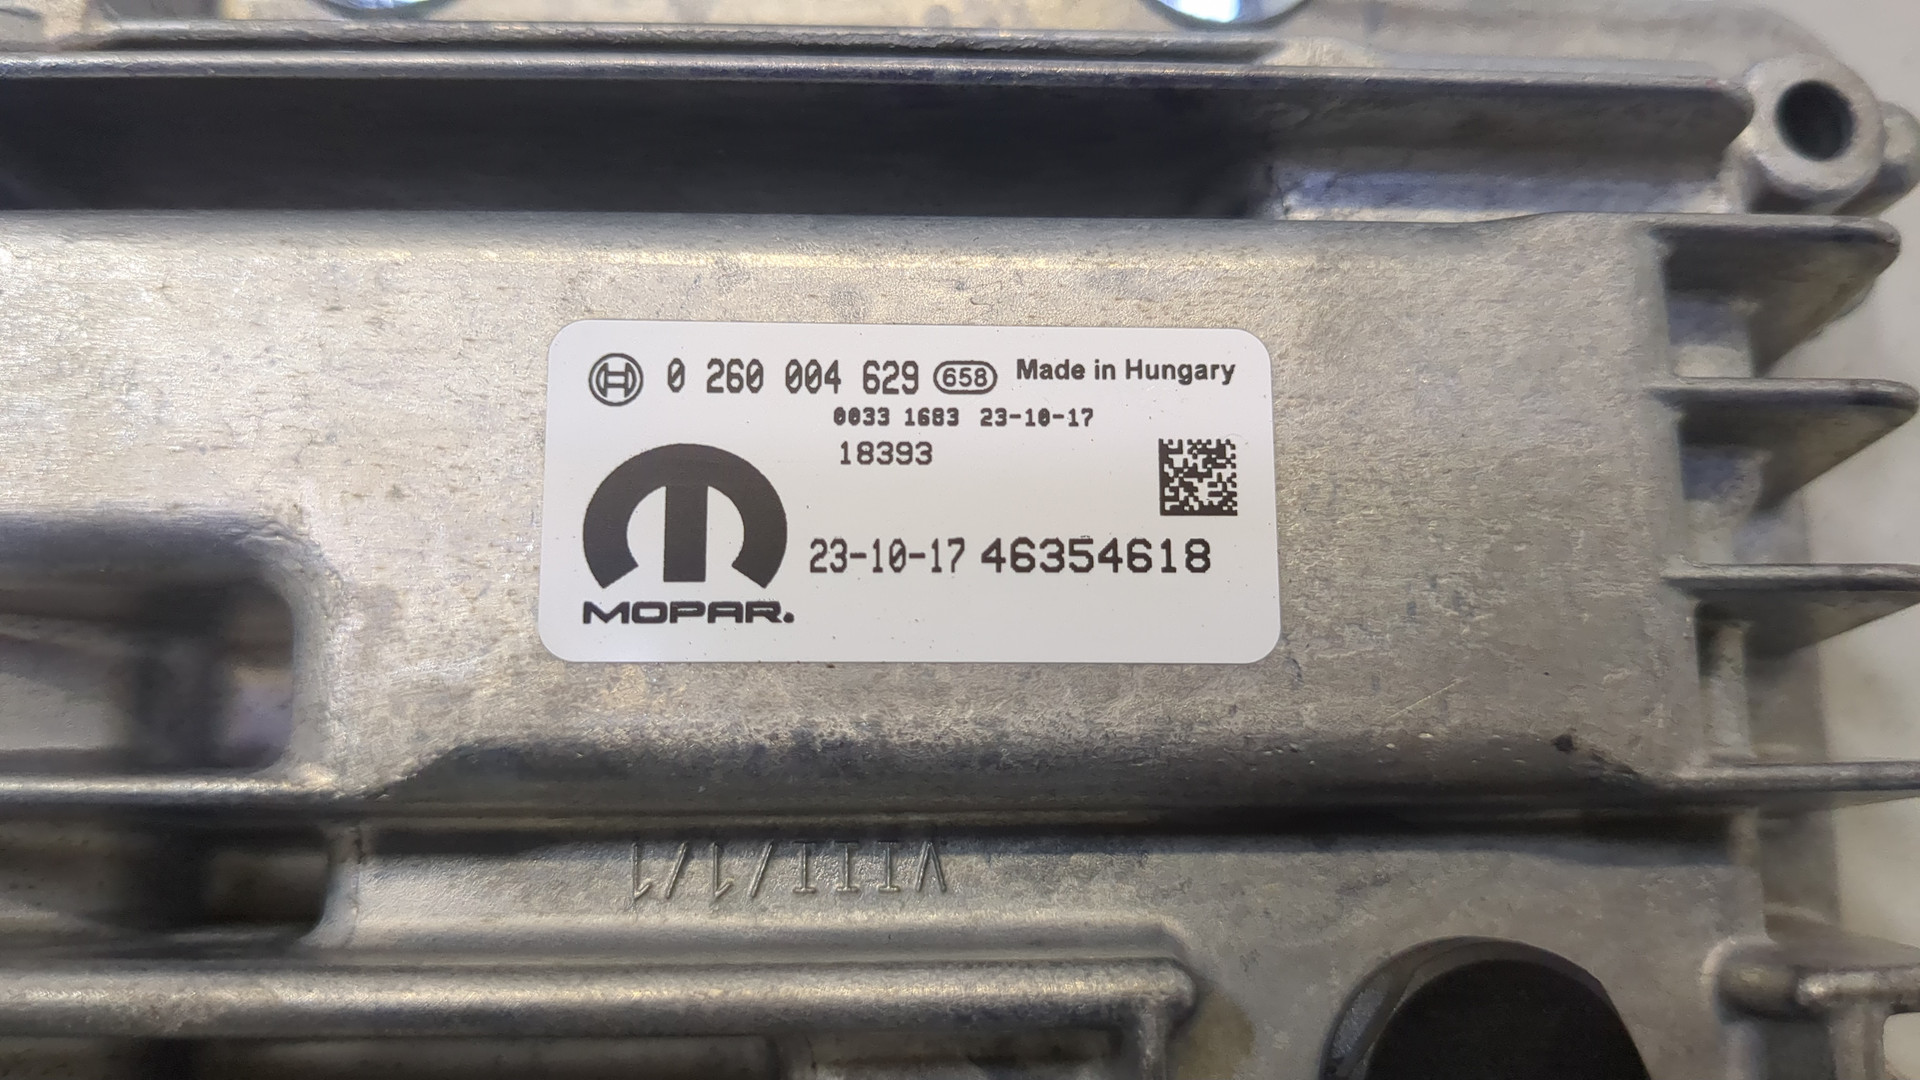 0 260 004 629 658 Made in Hungary
0033 1683 23-10-17
18393
23-10-17 46354618
MOPAR.
VIII/1/1